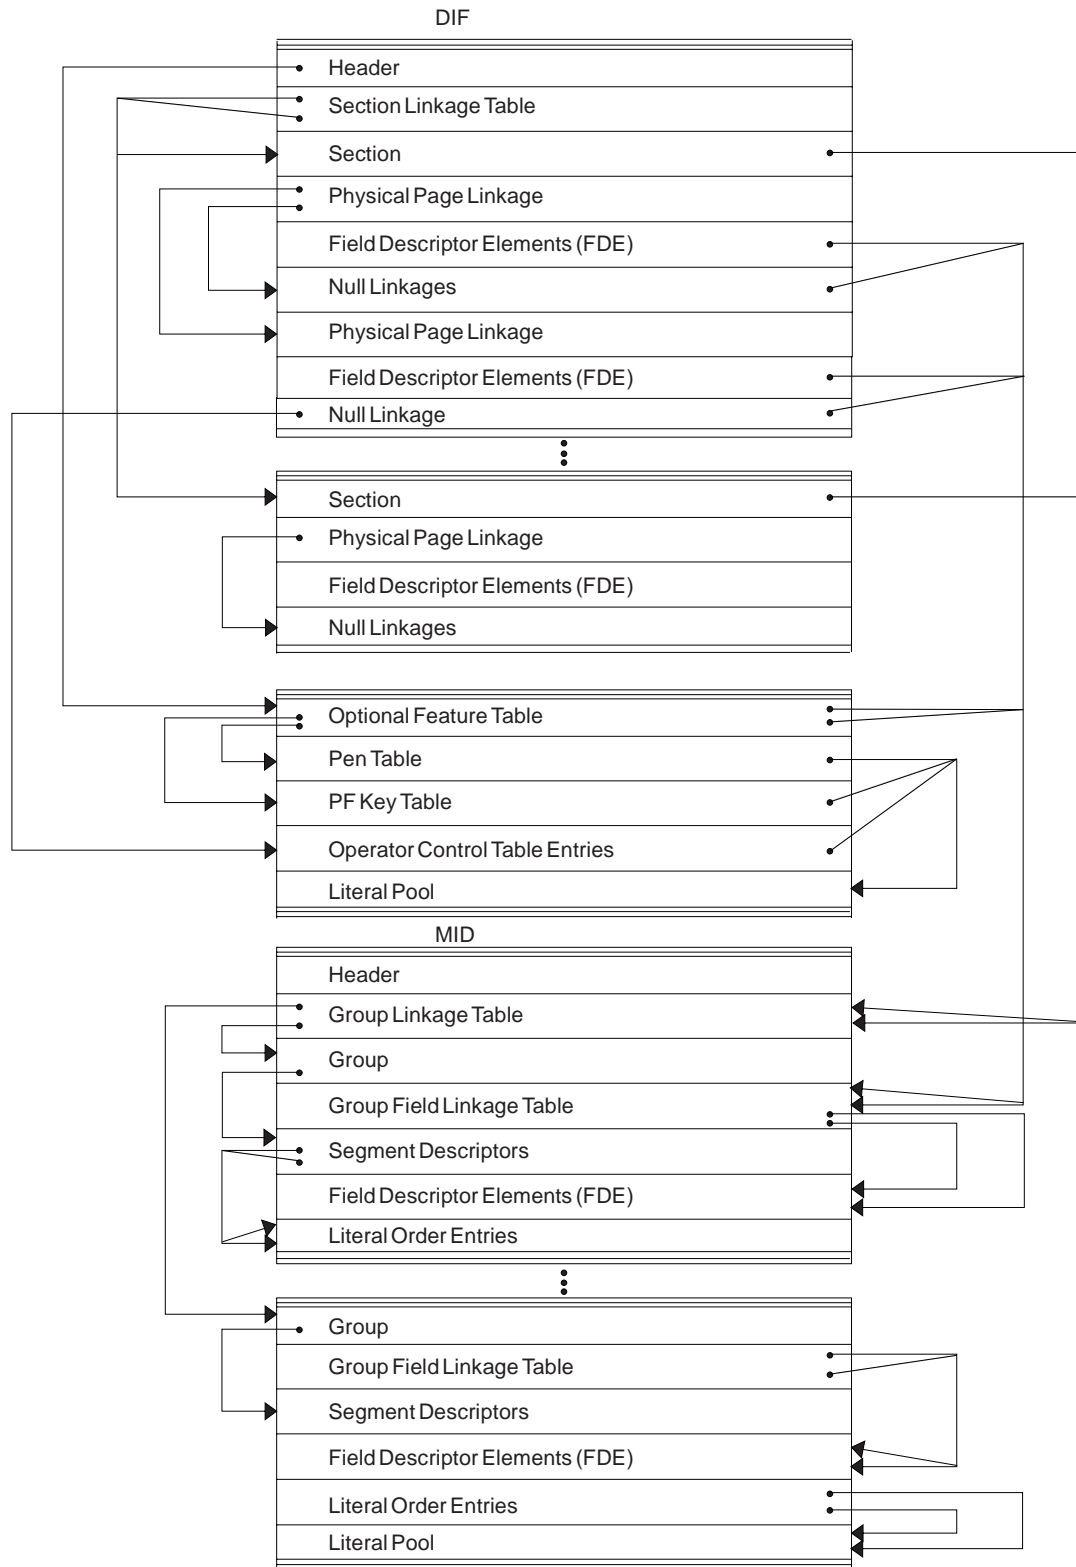 DIF
Header
Section Linkage Table
Section
Physical Page Linkage
Field Descriptor Elements (FDE)
Null Linkages
Physical Page Linkage
Field Descriptor Elements (FDE)
Null Linkage
Section
Physical Page Linkage
Field Descriptor Elements (FDE)
Null Linkages
Optional Feature Table
Pen Table
PF Key Table
Operator Control Table Entries
Literal Pool
MID
Header
Group Linkage Table
Group
Group Field Linkage Table
Segment Descriptors
Field Descriptor Elements (FDE)
Literal Order Entries
Group
Group Field Linkage Table
Segment Descriptors
Field Descriptor Elements (FDE)
Literal Order Entries
Literal Pool